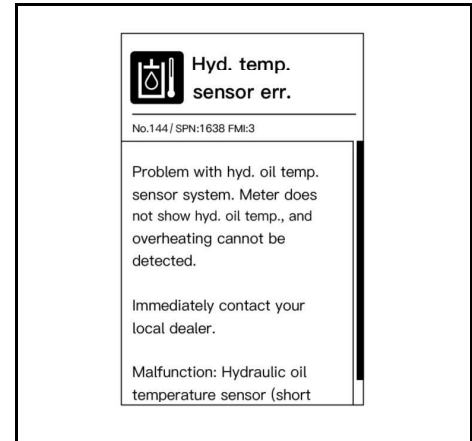 Hyd. temp.
sensor err.
No.144/ SPN:1638 FMI:3
Problem with hyd. oil temp.
sensor system. Meter does
not show hyd. oil temp., and
overheating cannot be
detected.
Immediately contact your
local dealer.
Malfunction: Hydraulic oil
temperature sensor (short